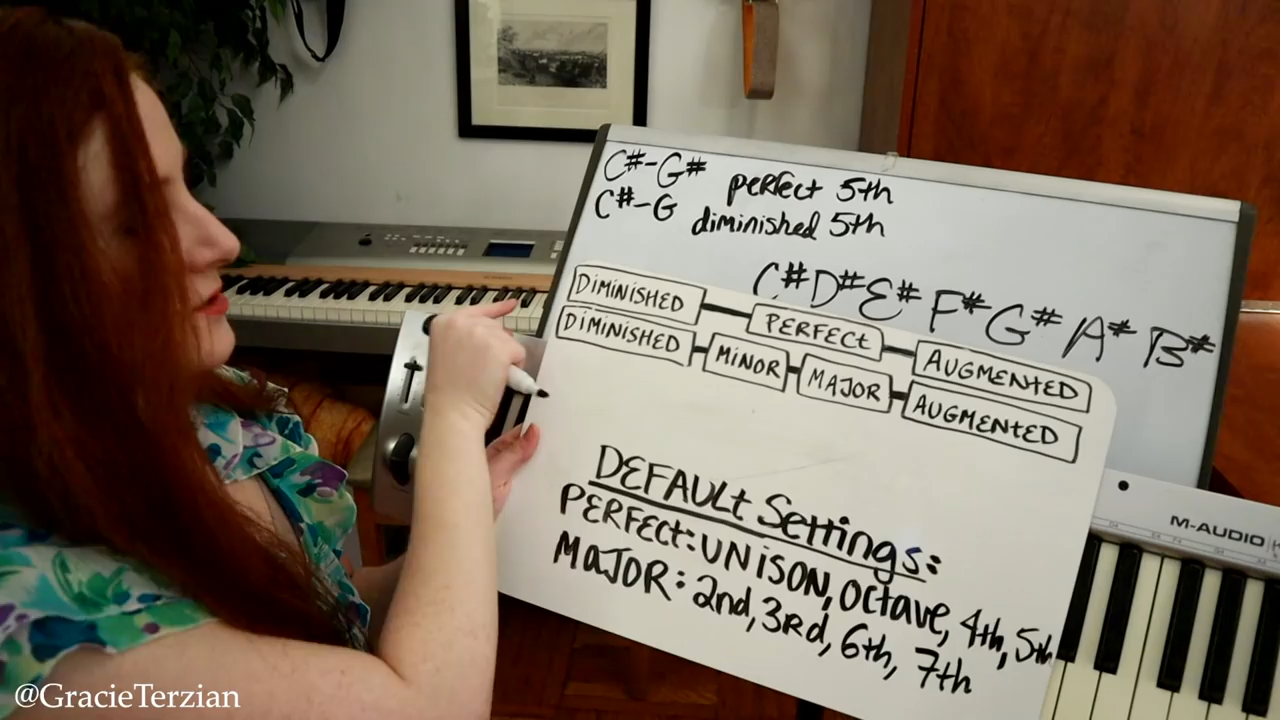 C#-G# perfect 5th
C#-G diminished 5th
C# D# E# F# G# A# B#
DIMINISHED PERFECT AUGMENTED
DIMINISHED MINOR MAJOR AUGMENTED
DEFAULT Settings:
PERFECT: UNISON, OCTAVE, 4th, 5th
MAJOR: 2nd, 3rd, 6th, 7th
M-AUDIO
@GracieTerzian